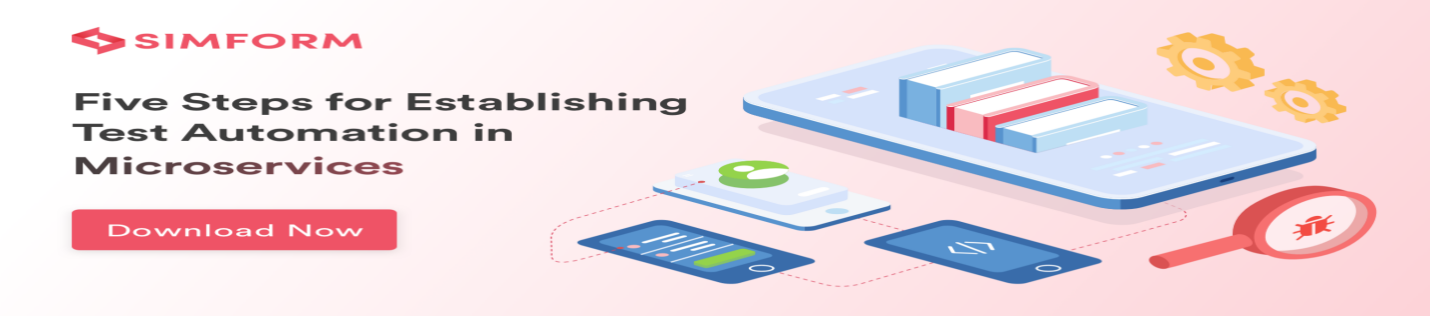 SIMFORM
Five Steps for Establishing
Test Automation in
Microservices
Download Now
</>